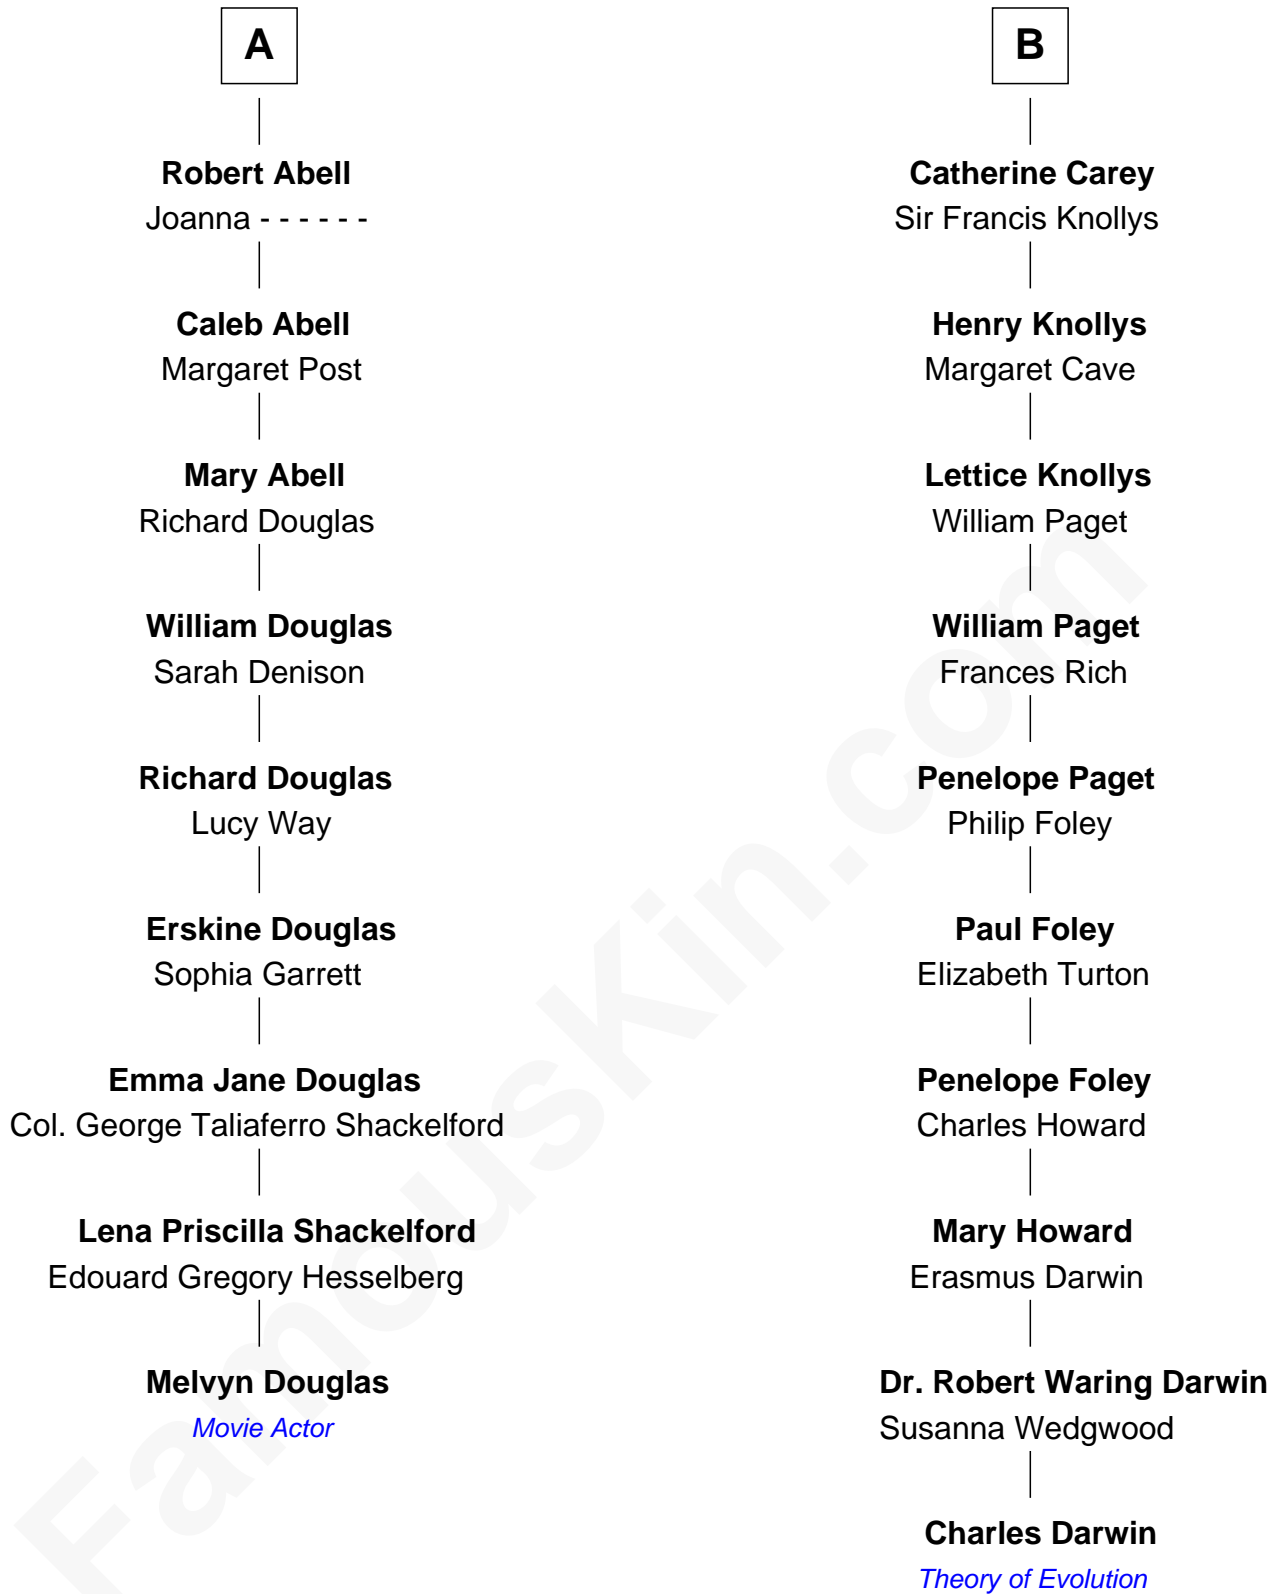 A
Robert Abell
Joanna - - - - - -
Caleb Abell
Margaret Post
Mary Abell
Richard Douglas
William Douglas
Sarah Denison
Richard Douglas
Lucy Way
Erskine Douglas
Sophia Garrett
Emma Jane Douglas
Col. George Taliaferro Shackelford
Lena Priscilla Shackelford
Edouard Gregory Hesselberg
Melvyn Douglas
Movie Actor
B
Catherine Carey
Sir Francis Knollys
Henry Knollys
Margaret Cave
Lettice Knollys
William Paget
William Paget
Frances Rich
Penelope Paget
Philip Foley
Paul Foley
Elizabeth Turton
Penelope Foley
Charles Howard
Mary Howard
Erasmus Darwin
Dr. Robert Waring Darwin
Susanna Wedgwood
Charles Darwin
Theory of Evolution
FamousKin.com